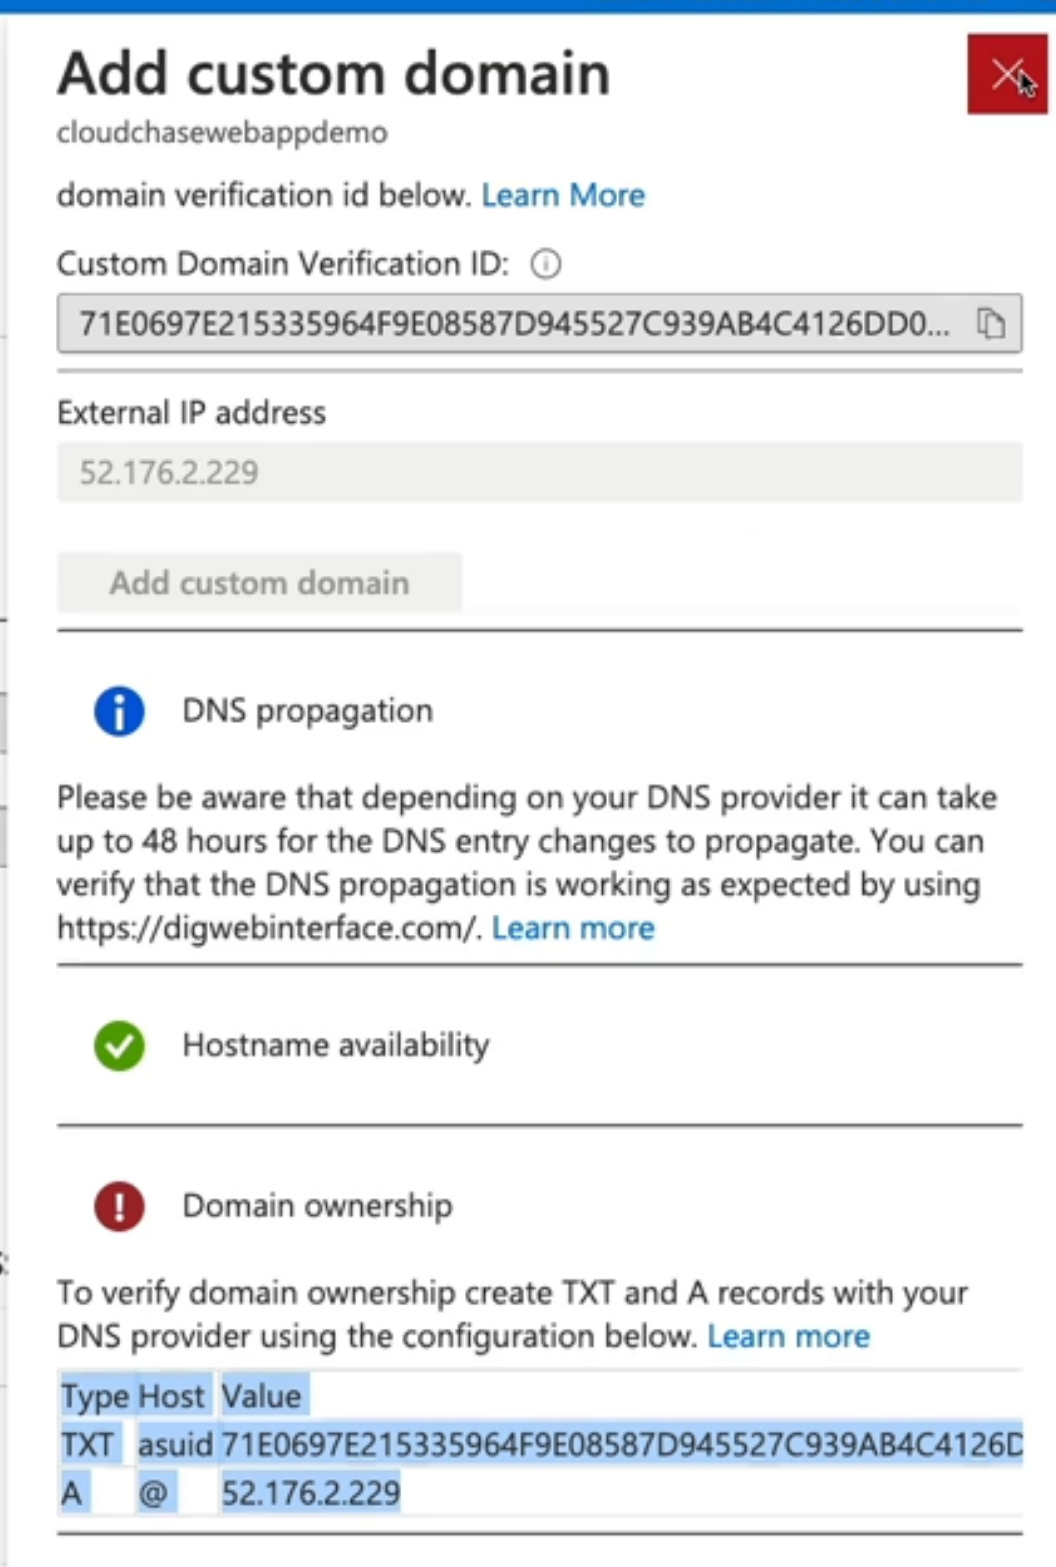 Add custom domain
cloudchasewebappdemo
domain verification id below. Learn More
Custom Domain Verification ID:
71E0697E215335964F9E08587D945527C939AB4C4126DD0...
External IP address
52.176.2.229
Add custom domain
DNS propagation
Please be aware that depending on your DNS provider it can take
up to 48 hours for the DNS entry changes to propagate. You can
verify that the DNS propagation is working as expected by using
https://digwebinterface.com/. Learn more
Hostname availability
Domain ownership
To verify domain ownership create TXT and A records with your
DNS provider using the configuration below. Learn more
Type Host Value
TXT asuid 71E0697E215335964F9E08587D945527C939AB4C4126D
A @ 52.176.2.229